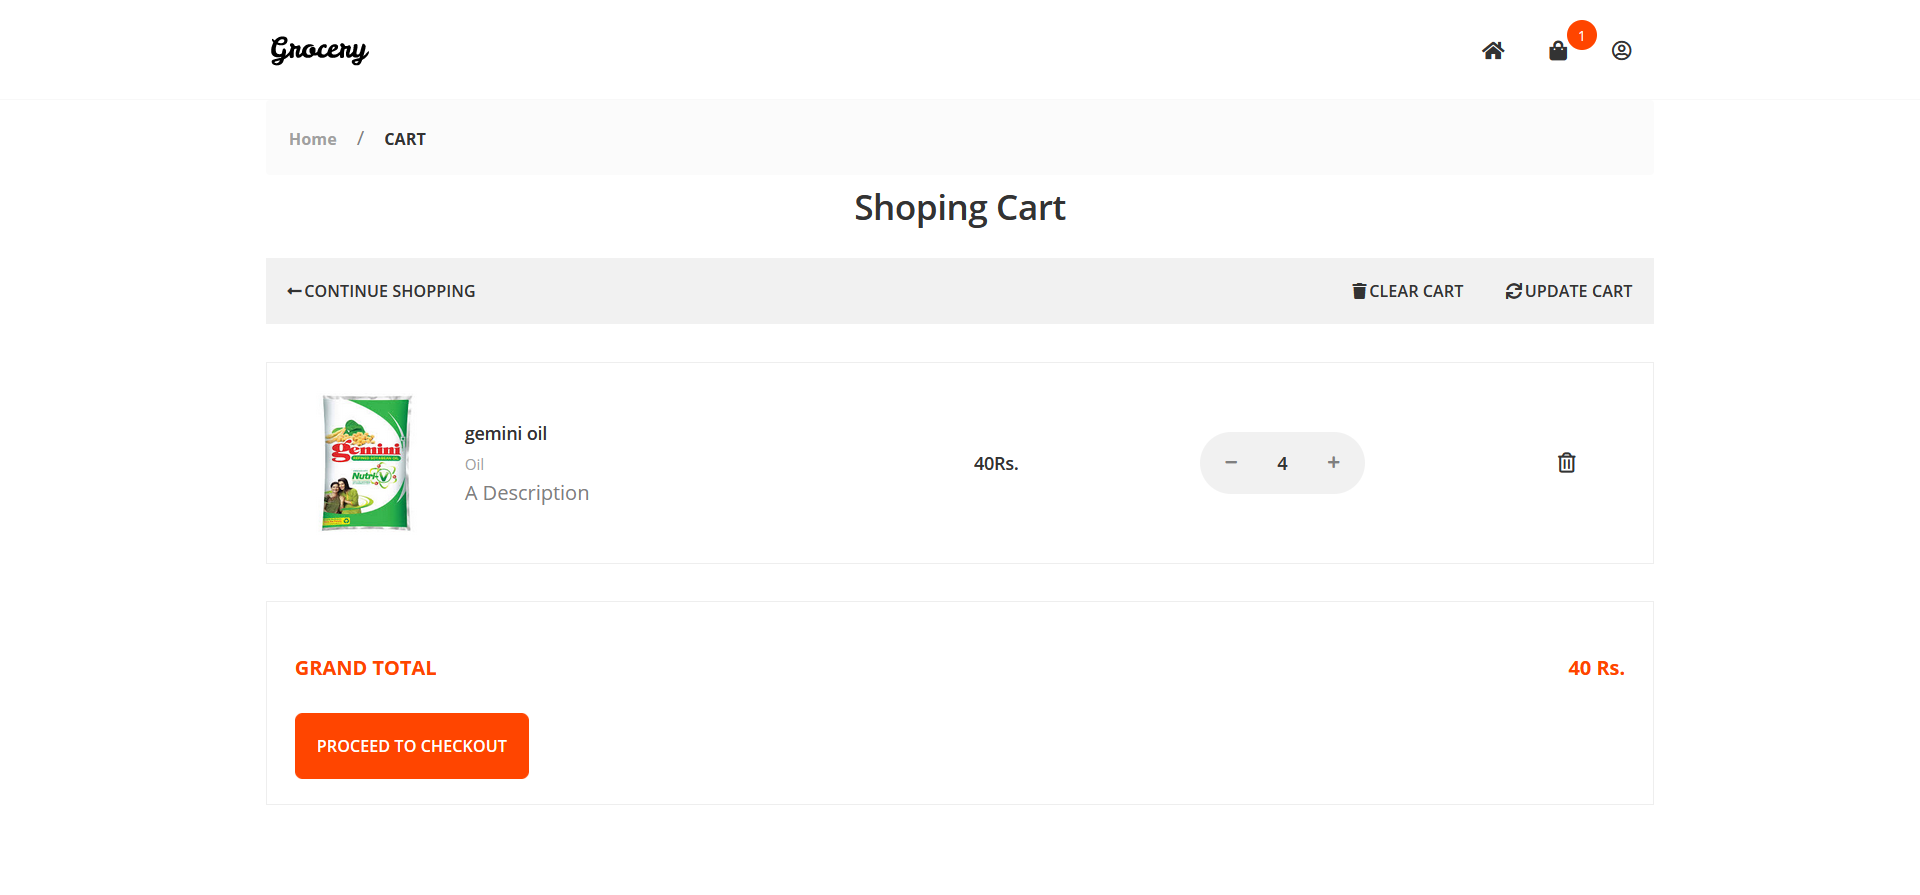 Grocery
1
Home / CART
Shoping Cart
CONTINUE SHOPPING
CLEAR CART
UPDATE CART
gemini
Nutri-V
gemini oil
Oil
A Description
40Rs.
− 4 +
GRAND TOTAL
40 Rs.
PROCEED TO CHECKOUT